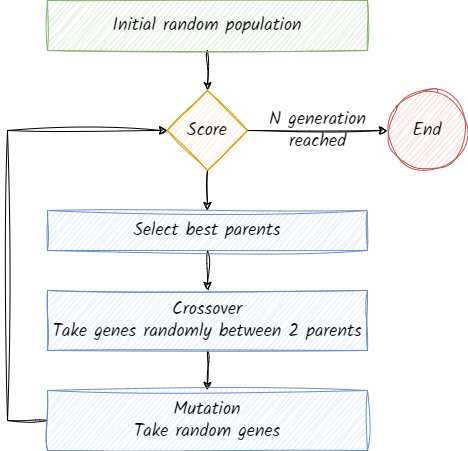 Initial random population
Score
N generation
reached
End
Select best parents
Crossover
Take genes randomly between 2 parents
Mutation
Take random genes